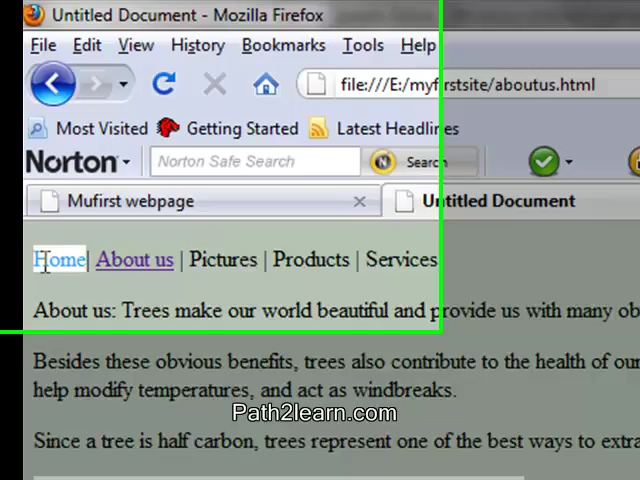 Untitled Document - Mozilla Firefox
File Edit View History Bookmarks Tools Help
file:///E:/myfirstsite/aboutus.html
Most Visited Getting Started Latest Headlines
Norton Norton Safe Search Search
Mufirst webpage Untitled Document
Home| About us | Pictures | Products | Services
About us: Trees make our world beautiful and provide us with many ob
Besides these obvious benefits, trees also contribute to the health of our
help modify temperatures, and act as windbreaks.
Path2learn.com
Since a tree is half carbon, trees represent one of the best ways to extra